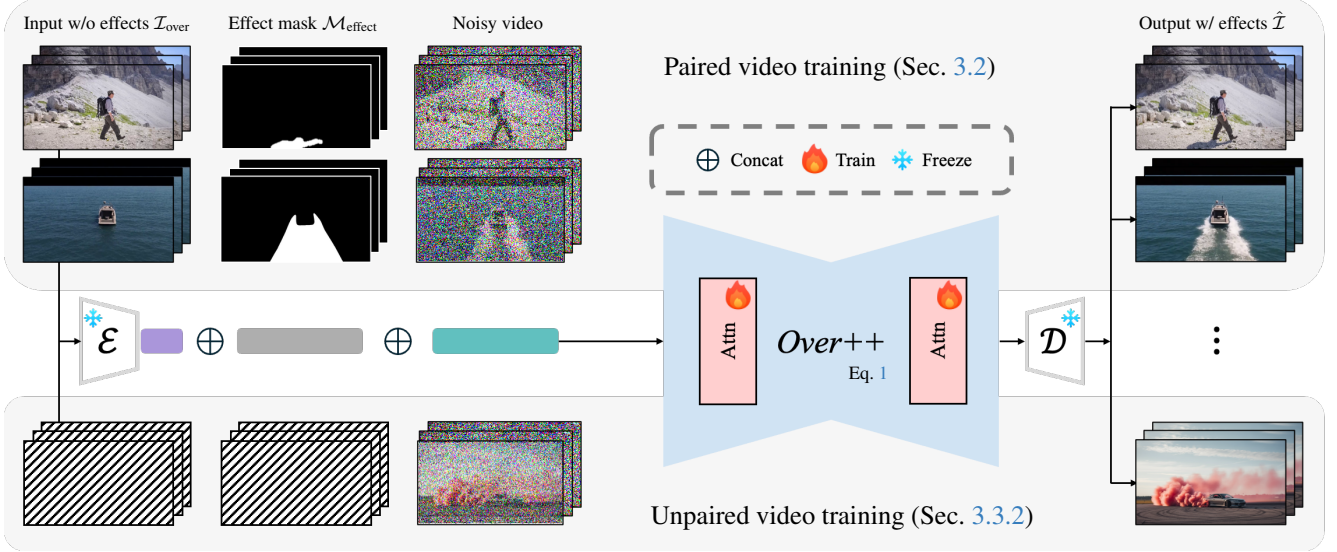 Input w/o effects 𝓘over
Effect mask 𝓜effect
Noisy video
Output w/ effects 𝓘̂
Paired video training (Sec. 3.2)
⊕ Concat Train Freeze
𝓔
⊕
⊕
Attn
Over++
Eq. 1
Attn
𝓓
Unpaired video training (Sec. 3.3.2)